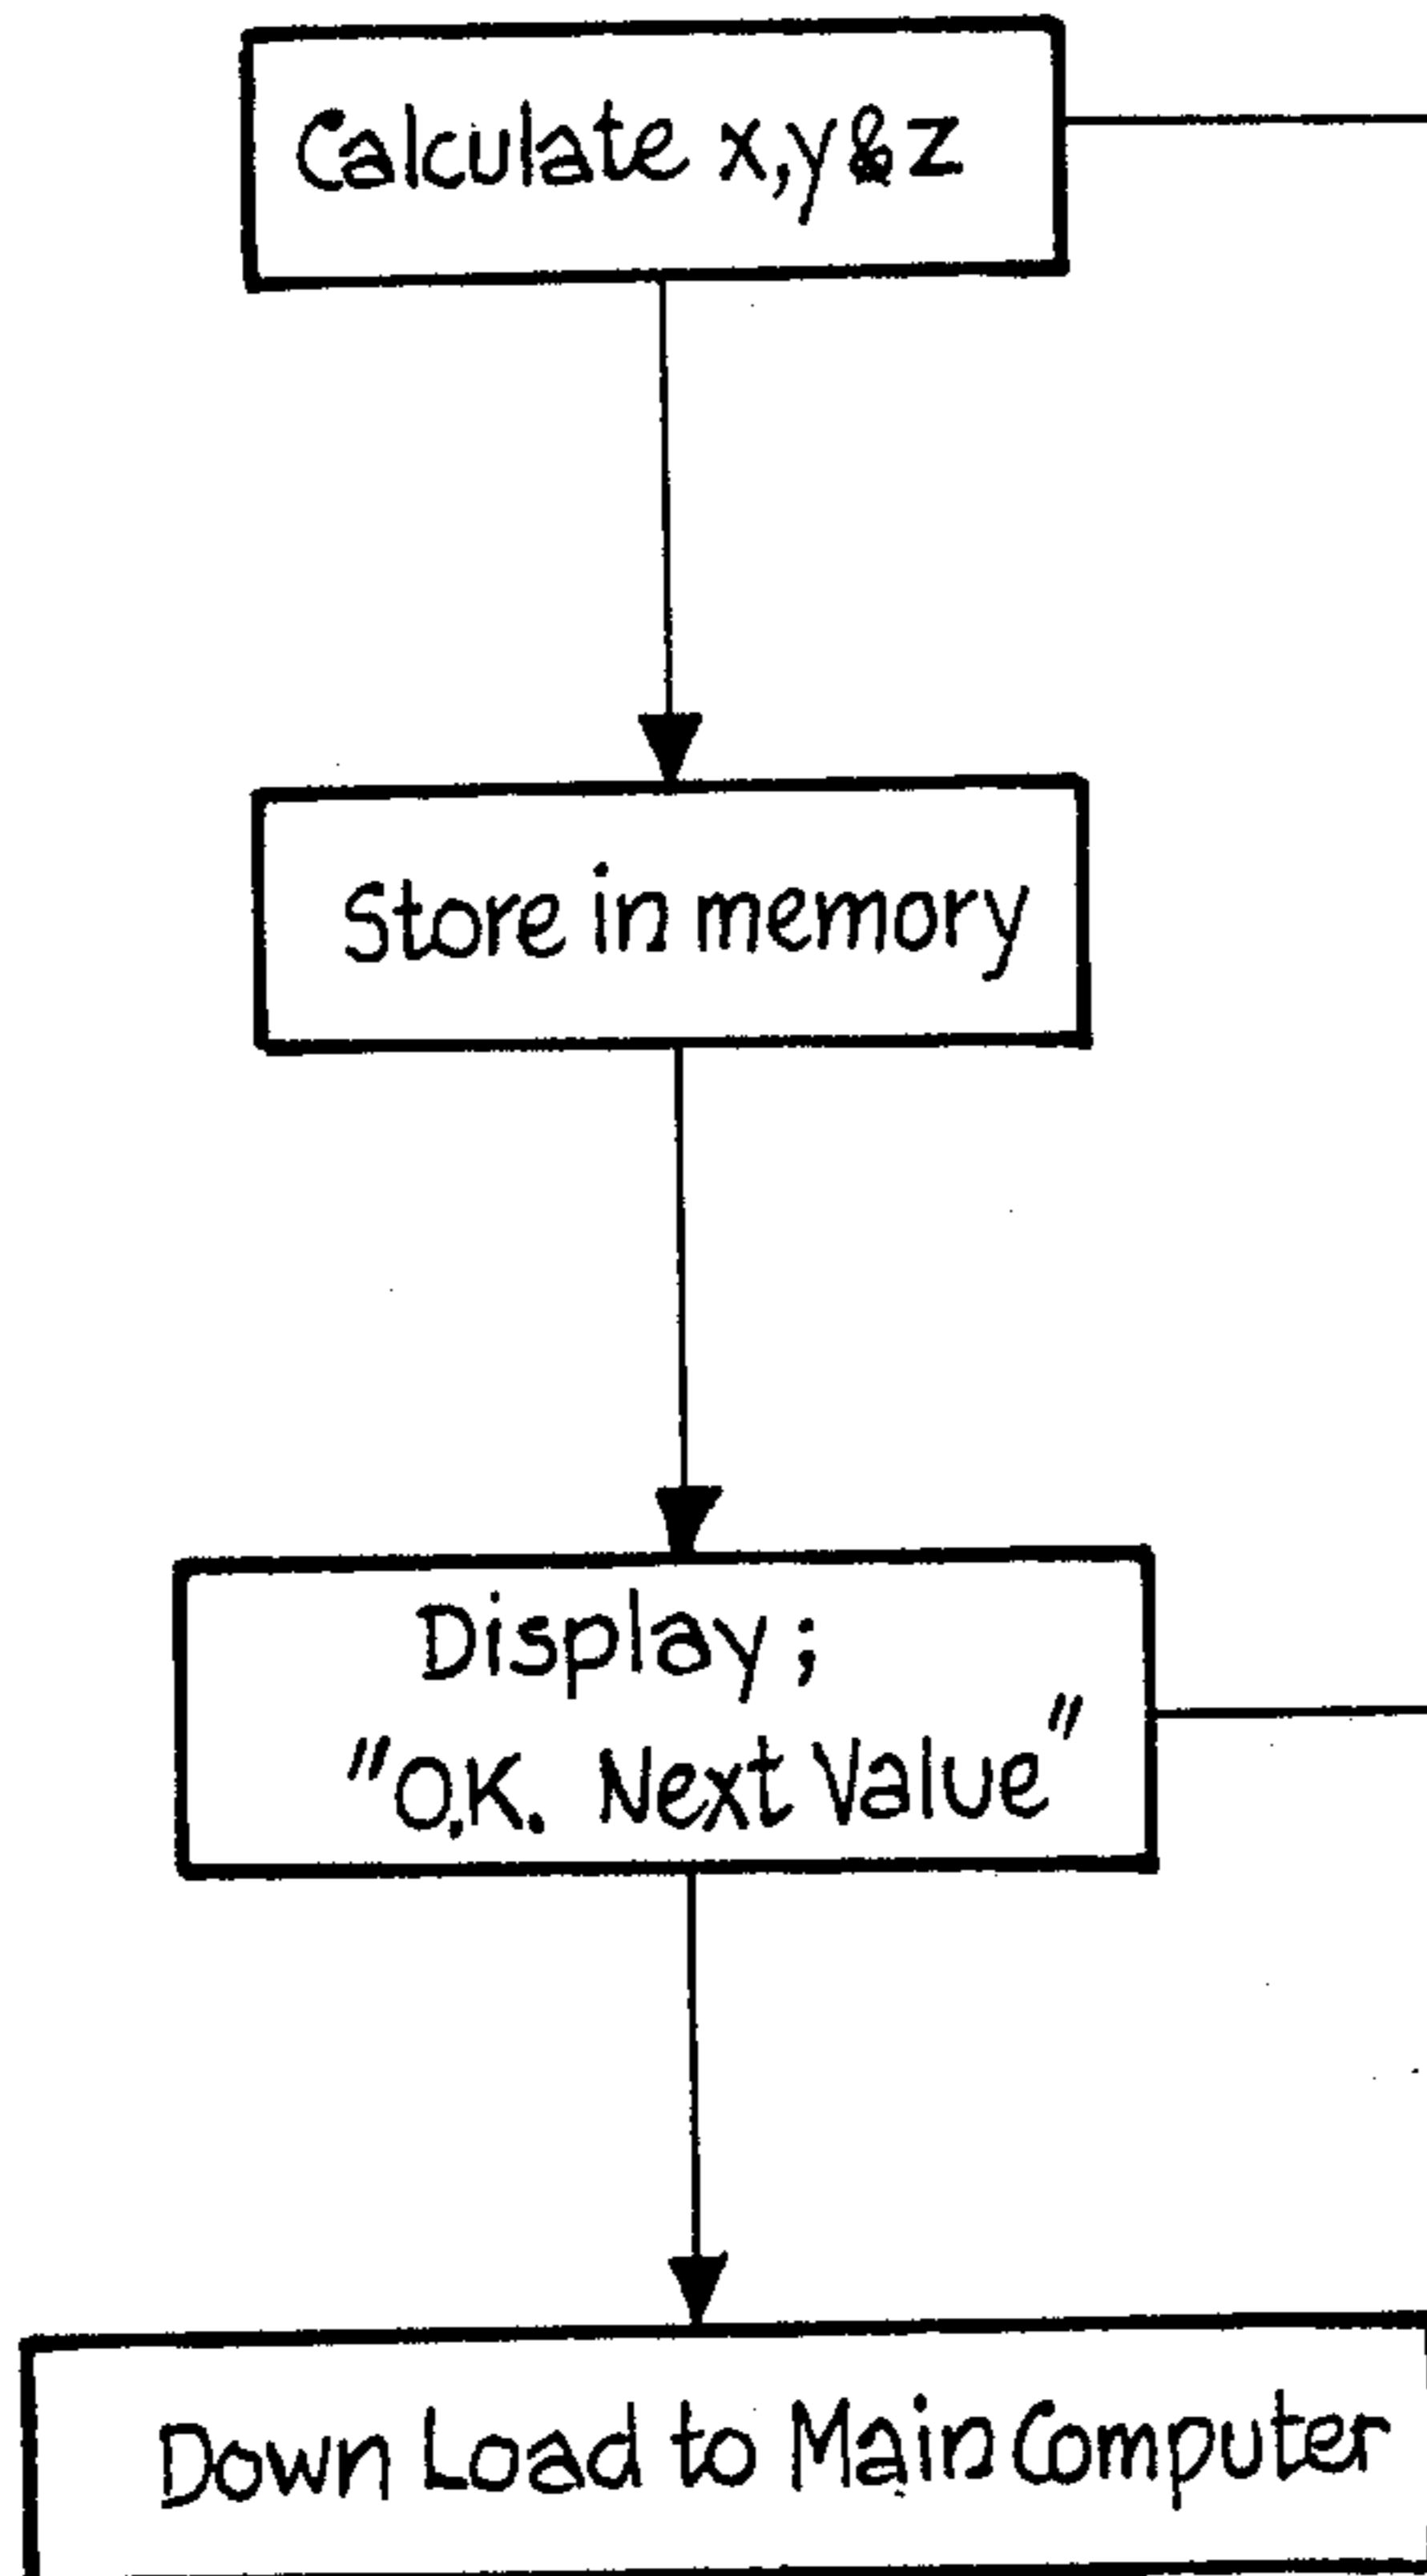 Calculate x,y & z
Store in memory
Display ;
"O.K. Next Value"
Down Load to Main Computer